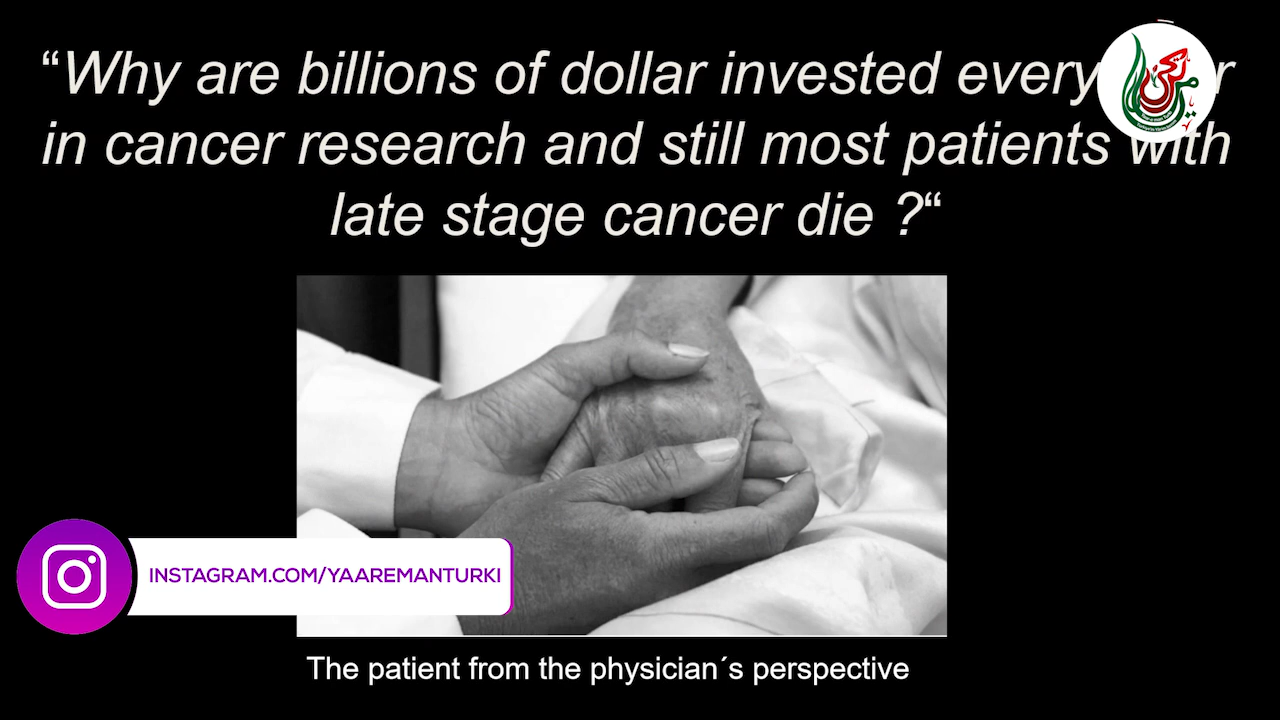 “Why are billions of dollar invested every
in cancer research and still most patients with
late stage cancer die ?“
INSTAGRAM.COM/YAAREMANTURKI
The patient from the physician´s perspective